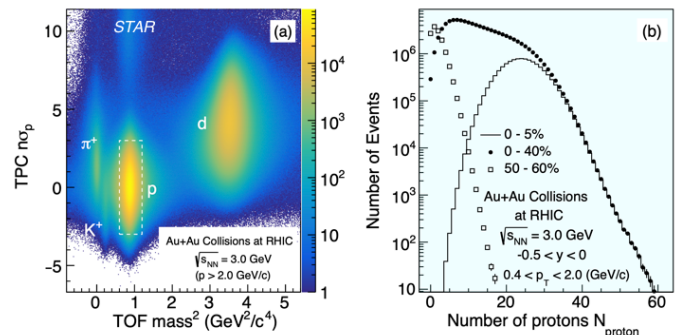 STAR
(a)
π+
K+
p
d
Au+Au Collisions at RHIC
√sNN = 3.0 GeV
(p > 2.0 GeV/c)
10
5
0
−5
TPC nσp
0 1 2 3 4 5
TOF mass² (GeV²/c⁴)
10⁴
10³
10²
10
1
(b)
0 - 5%
0 - 40%
50 - 60%
Au+Au Collisions
at RHIC
√sNN = 3.0 GeV
-0.5 < y < 0
0.4 < pT < 2.0 (GeV/c)
10⁶
10⁵
10⁴
10³
10²
10
Number of Events
0 20 40 60
Number of protons Nproton